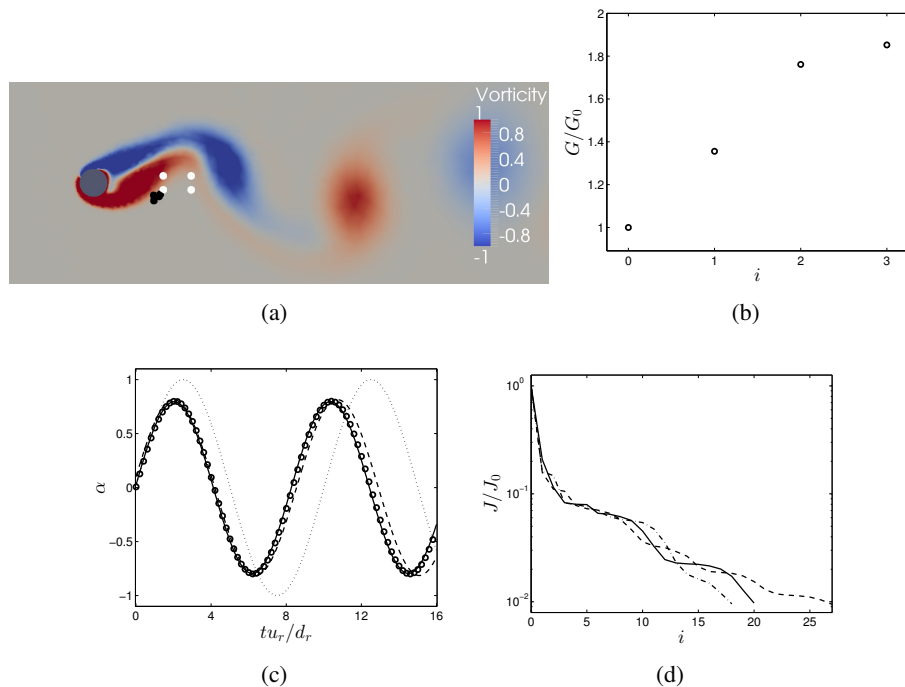 Vorticity
1
0.8
0.4
0
-0.4
-0.8
-1
(a)
2
1.8
1.6
1.4
1.2
1
G/G₀
0 1 2 3
i
(b)
1
0.5
0
−0.5
−1
α
0 4 8 12 16
tuᵣ/dᵣ
(c)
10⁰
10⁻¹
10⁻²
J/J₀
0 5 10 15 20 25
i
(d)